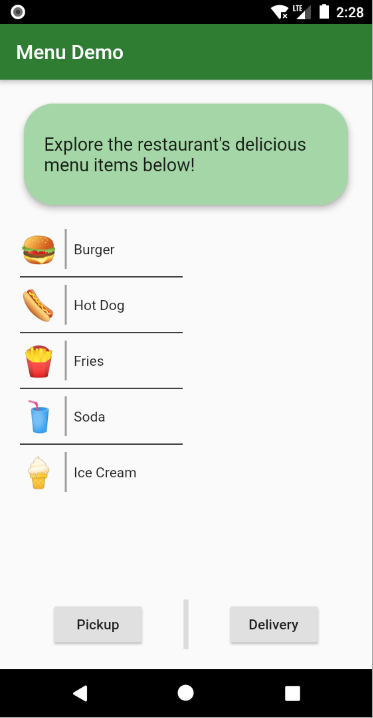 LTE 2:28
Menu Demo
Explore the restaurant's delicious
menu items below!
Burger
Hot Dog
Fries
Soda
Ice Cream
Pickup Delivery